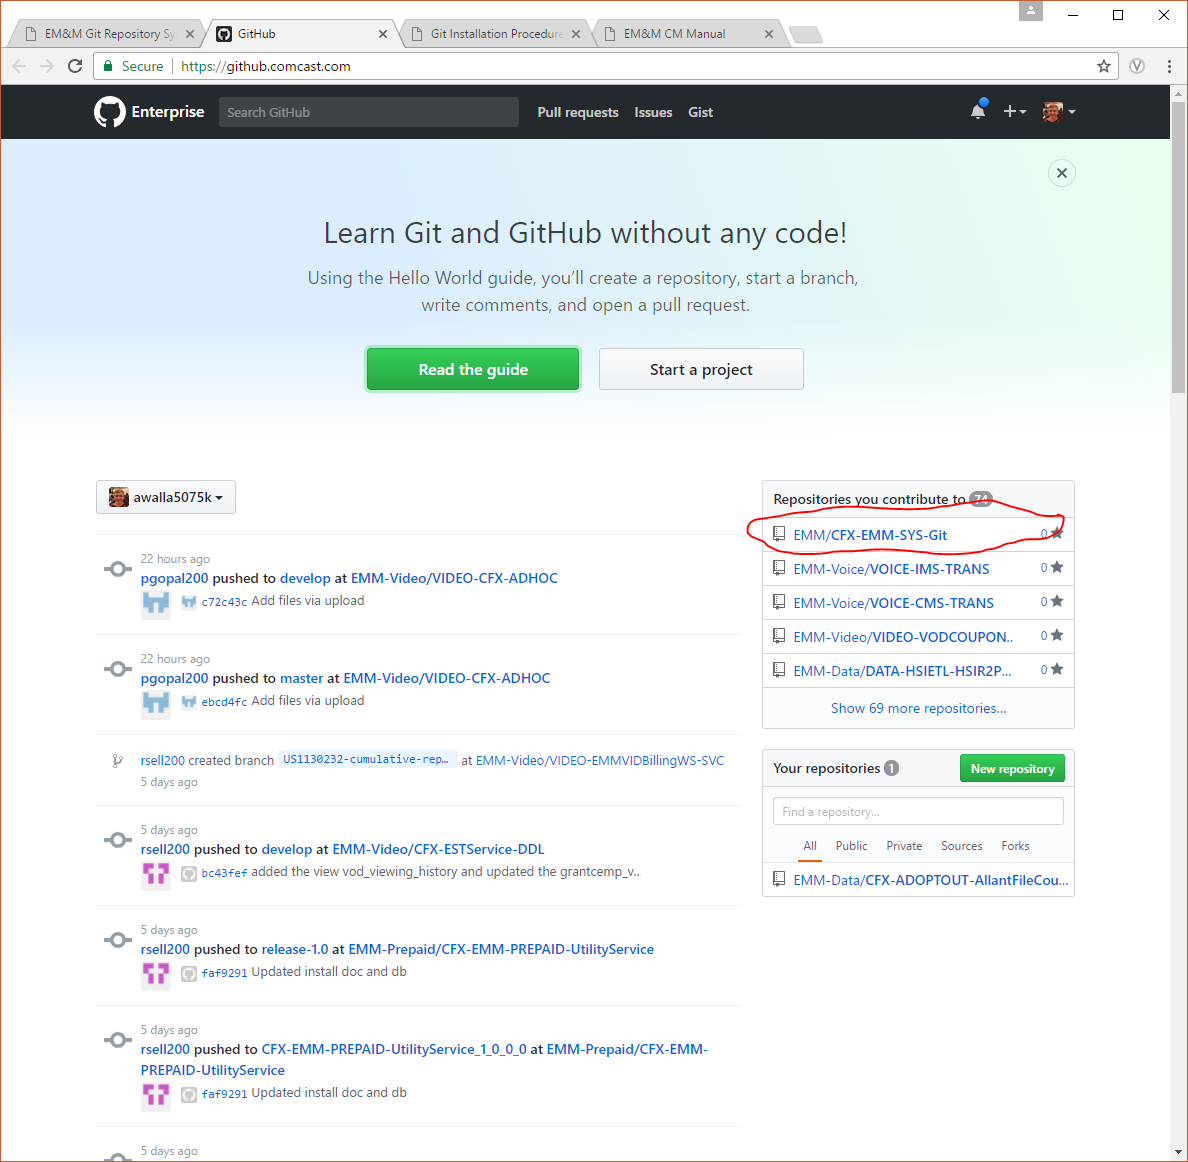 EM&M Git Repository Sy
GitHub
Git Installation Procedure
EM&M CM Manual
Secure
https://github.comcast.com
Enterprise
Search GitHub
Pull requests
Issues
Gist
Learn Git and GitHub without any code!
Using the Hello World guide, you'll create a repository, start a branch,
write comments, and open a pull request.
Read the guide
Start a project
awalla5075k
22 hours ago
pgopal200 pushed to develop at EMM-Video/VIDEO-CFX-ADHOC
c72c43c Add files via upload
22 hours ago
pgopal200 pushed to master at EMM-Video/VIDEO-CFX-ADHOC
ebcd4fc Add files via upload
rsell200 created branch US1130232-cumulative-rep… at EMM-Video/VIDEO-EMMVIDBillingWS-SVC
5 days ago
5 days ago
rsell200 pushed to develop at EMM-Video/CFX-ESTService-DDL
bc43fef added the view vod_viewing_history and updated the grantcemp_v...
5 days ago
rsell200 pushed to release-1.0 at EMM-Prepaid/CFX-EMM-PREPAID-UtilityService
faf9291 Updated install doc and db
5 days ago
rsell200 pushed to CFX-EMM-PREPAID-UtilityService_1_0_0_0 at EMM-Prepaid/CFX-EMM-
PREPAID-UtilityService
faf9291 Updated install doc and db
5 days ago
Repositories you contribute to 74
EMM/CFX-EMM-SYS-Git 0
EMM-Voice/VOICE-IMS-TRANS 0
EMM-Voice/VOICE-CMS-TRANS 0
EMM-Video/VIDEO-VODCOUPON.. 0
EMM-Data/DATA-HSIETL-HSIR2P... 0
Show 69 more repositories...
Your repositories 1
New repository
Find a repository...
All Public Private Sources Forks
EMM-Data/CFX-ADOPTOUT-AllantFileCou...